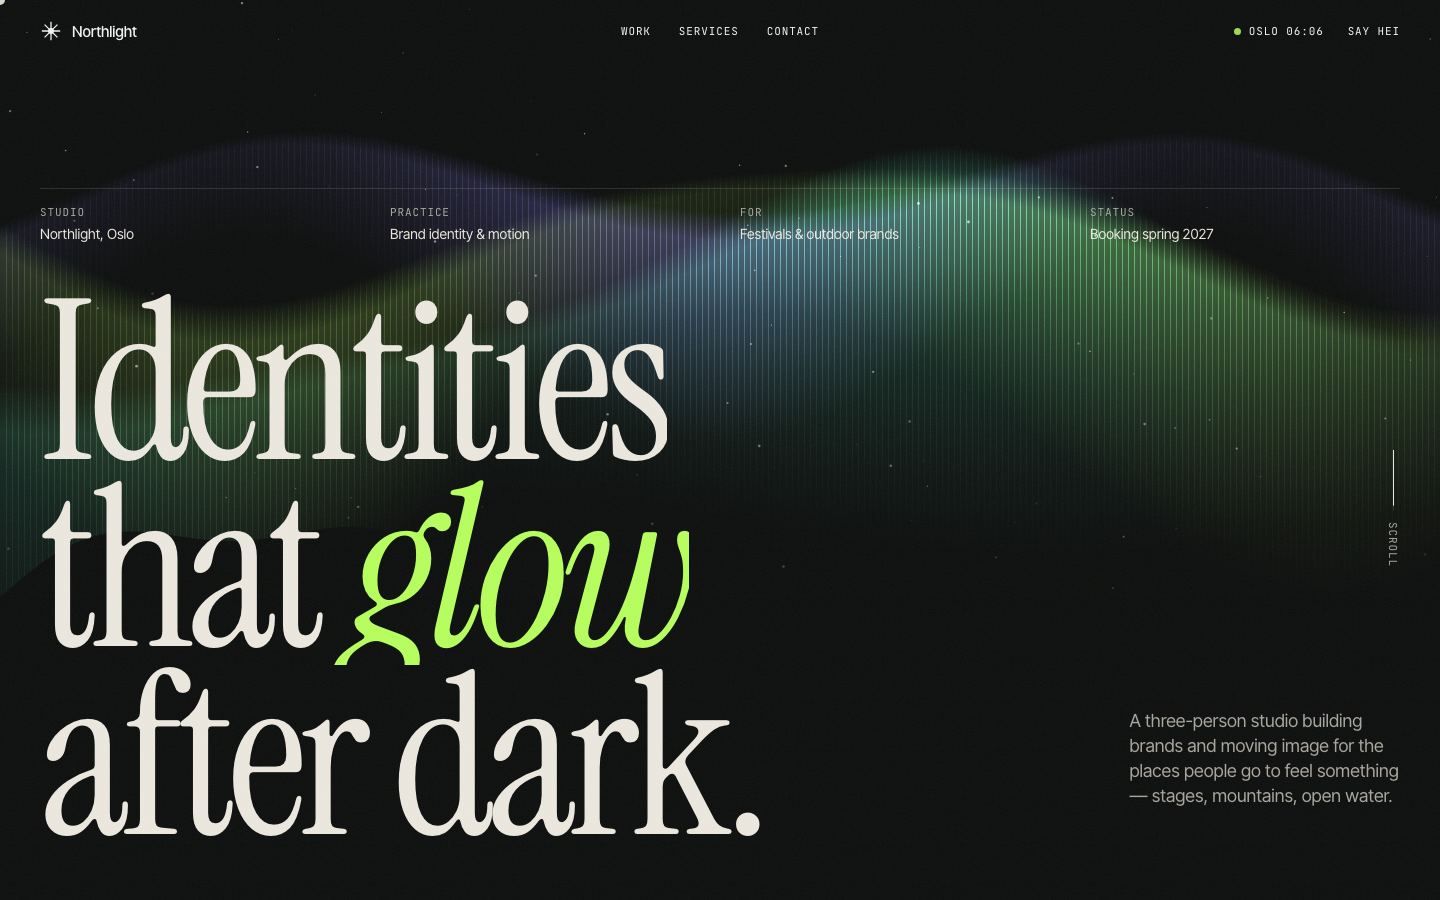 Northlight
WORK SERVICES CONTACT
OSLO 06:06 SAY HEI
STUDIO
Northlight, Oslo
PRACTICE
Brand identity & motion
FOR
Festivals & outdoor brands
STATUS
Booking spring 2027
Identities
that glow
after dark.
SCROLL
A three-person studio building
brands and moving image for the
places people go to feel something
— stages, mountains, open water.